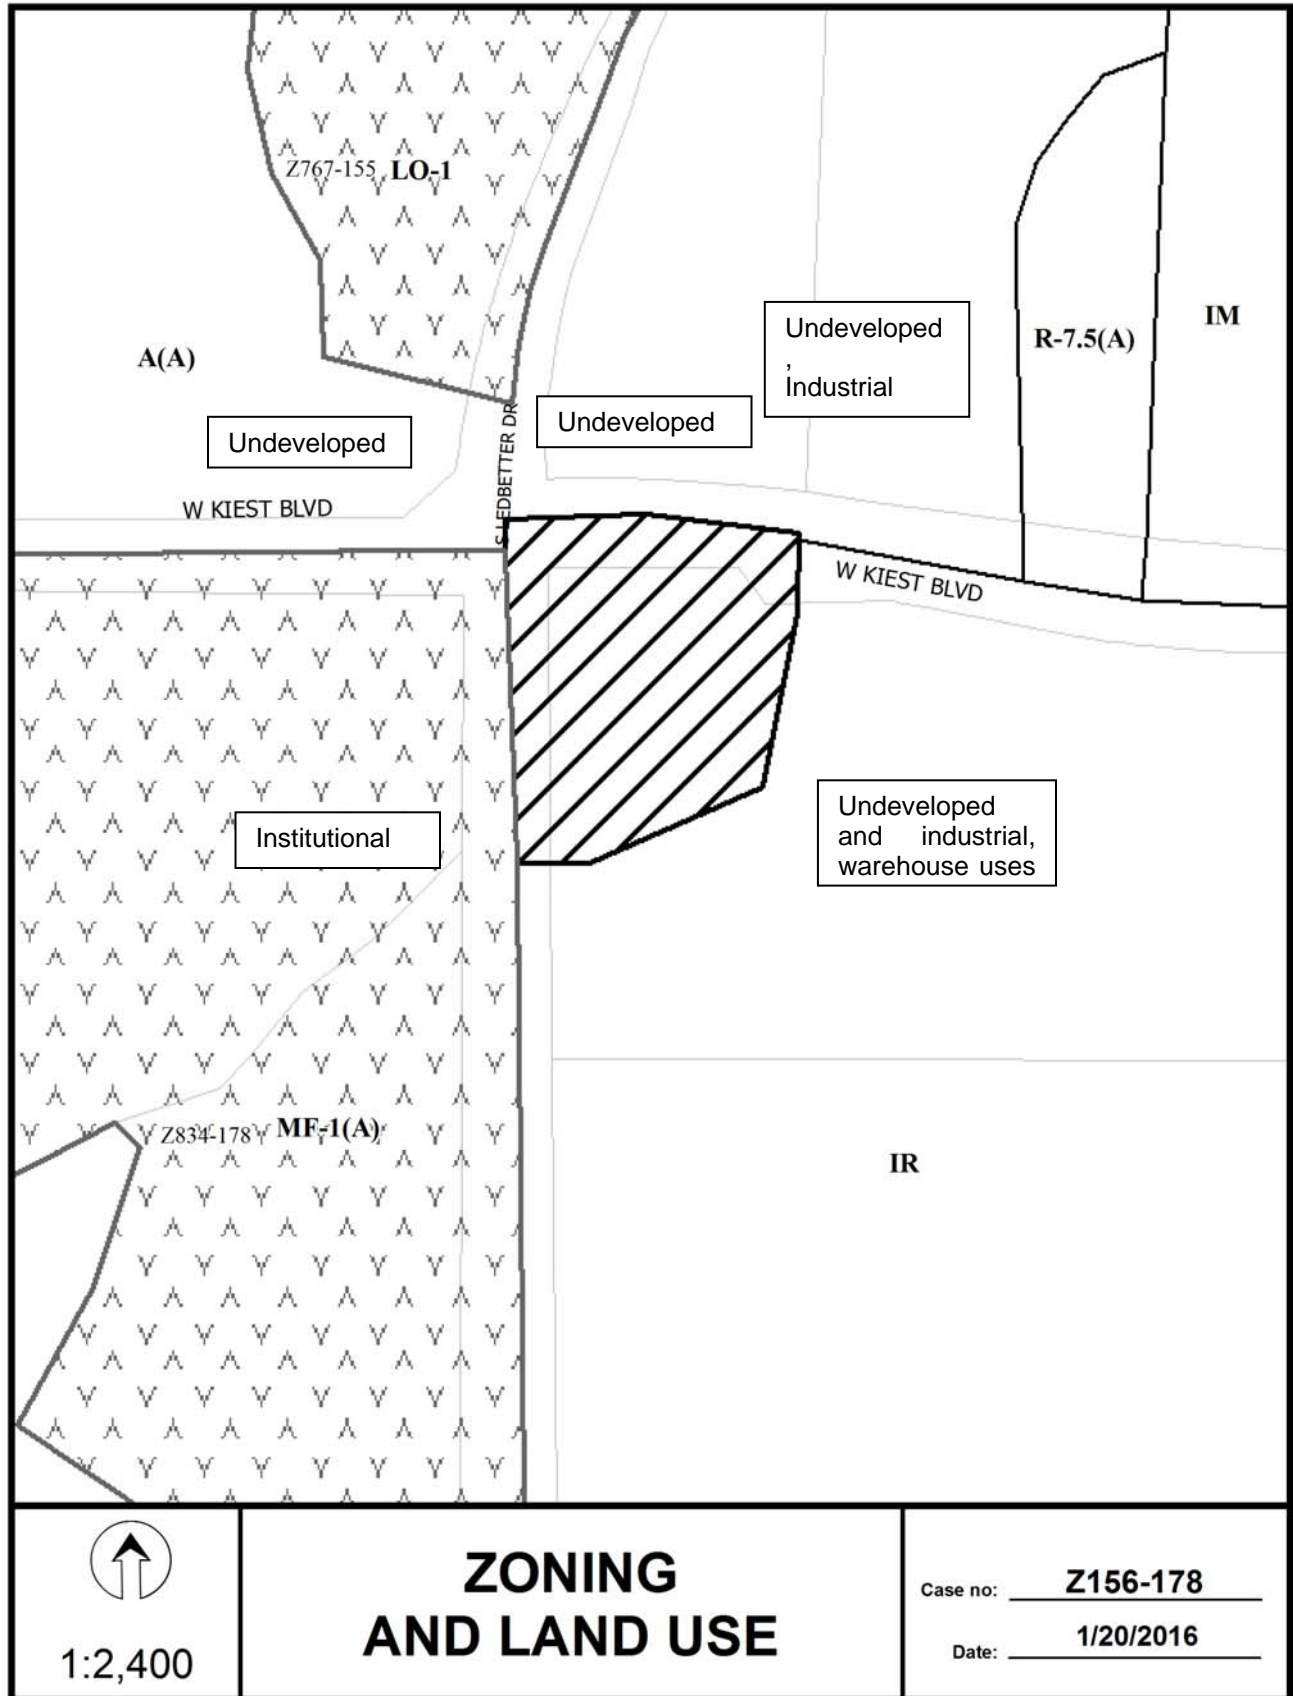 Z767-155 LO-1
Undeveloped
,
Industrial
IM
R-7.5(A)
A(A)
Undeveloped
Undeveloped
S LEDBETTER DR
W KIEST BLVD
W KIEST BLVD
Institutional
Undeveloped
and industrial,
warehouse uses
Z834-178 MF-1(A)
IR
1:2,400
ZONING
AND LAND USE
Case no: Z156-178
Date: 1/20/2016